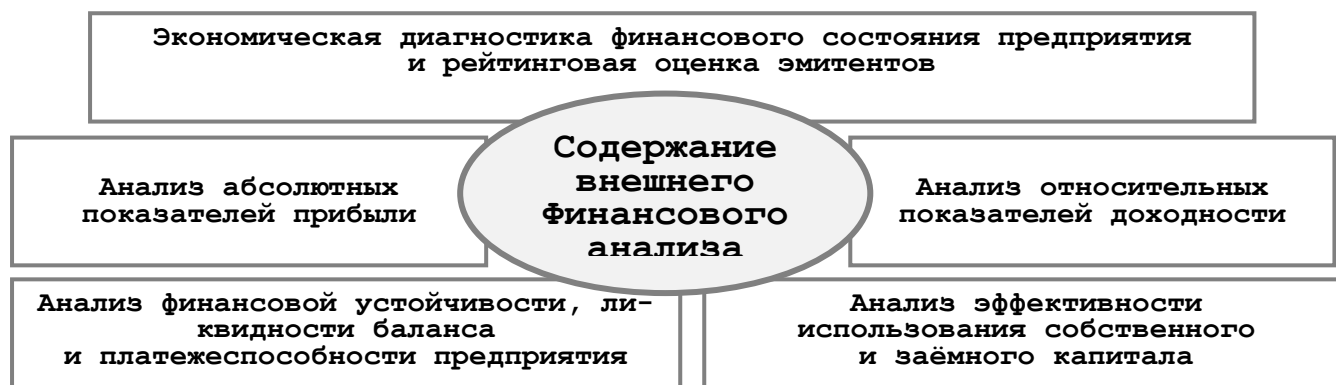 Экономическая диагностика финансового состояния предприятия
и рейтинговая оценка эмитентов
Содержание
внешнего
Финансового
анализа
Анализ абсолютных
показателей прибыли
Анализ относительных
показателей доходности
Анализ финансовой устойчивости, ли-
квидности баланса
и платежеспособности предприятия
Анализ эффективности
использования собственного
и заёмного капитала